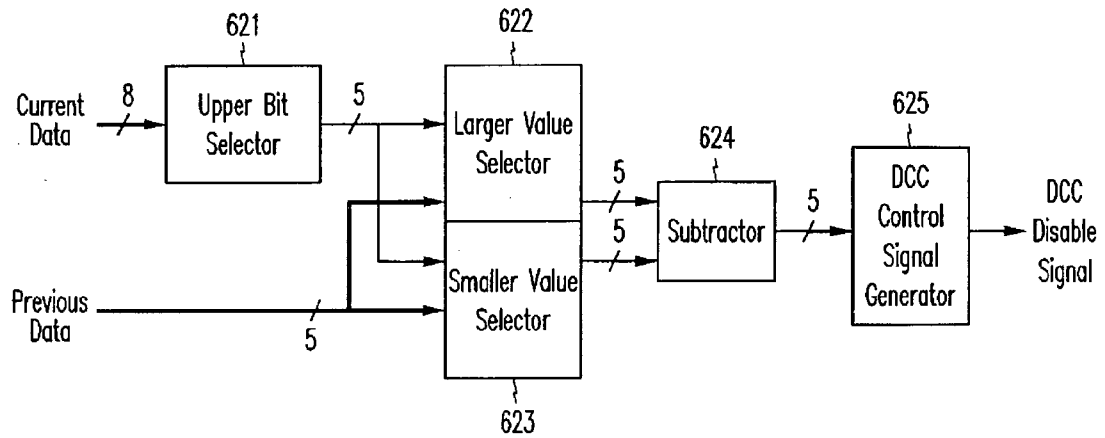 621
622
8
5
Current
Data
Upper Bit
Selector
Larger Value
Selector
624
625
5
5
5
Subtractor
DCC
Control
Signal
Generator
DCC
Disable
Signal
Previous
Data
5
Smaller Value
Selector
623